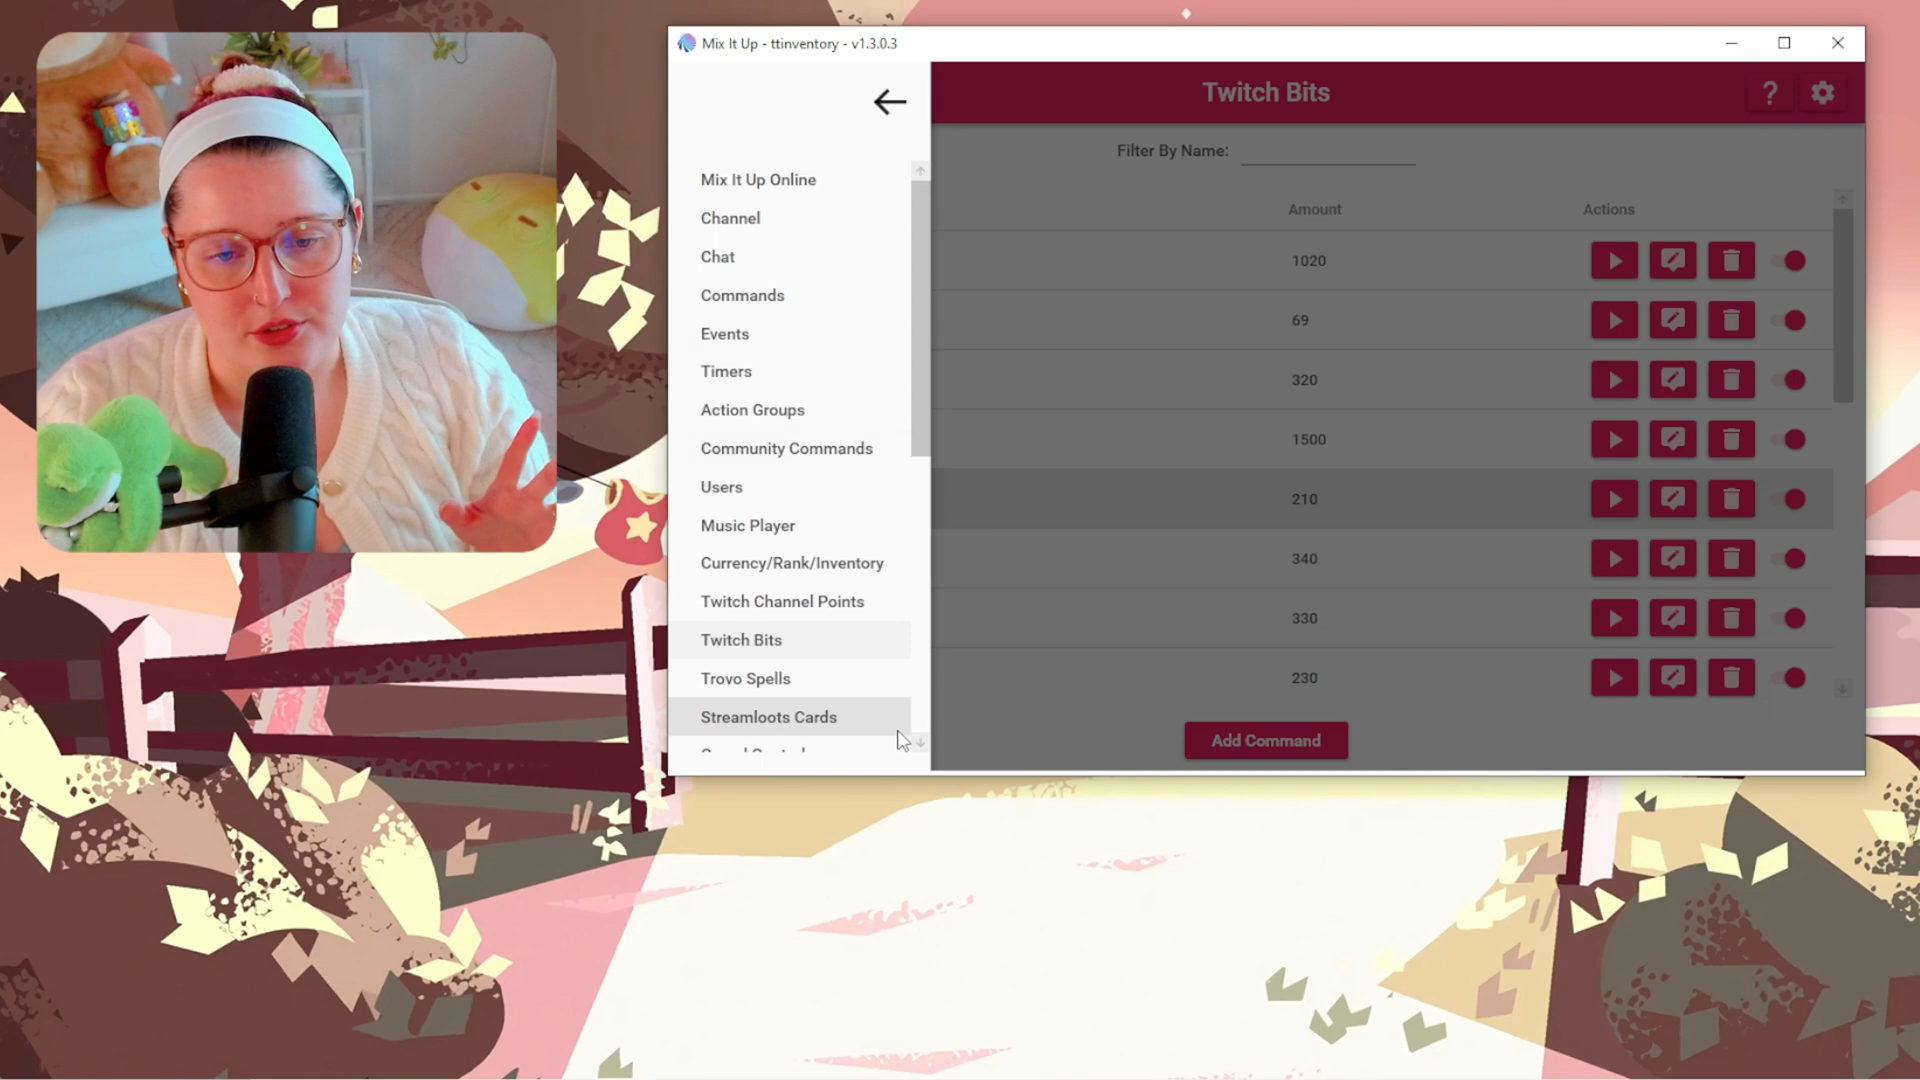 Mix It Up - ttinventory - v1.3.0.3
Twitch Bits
?
Filter By Name:
Mix It Up Online
Channel
Chat
Commands
Events
Timers
Action Groups
Community Commands
Users
Music Player
Currency/Rank/Inventory
Twitch Channel Points
Twitch Bits
Trovo Spells
Streamloots Cards
Amount
Actions
1020
69
320
1500
210
340
330
230
Add Command